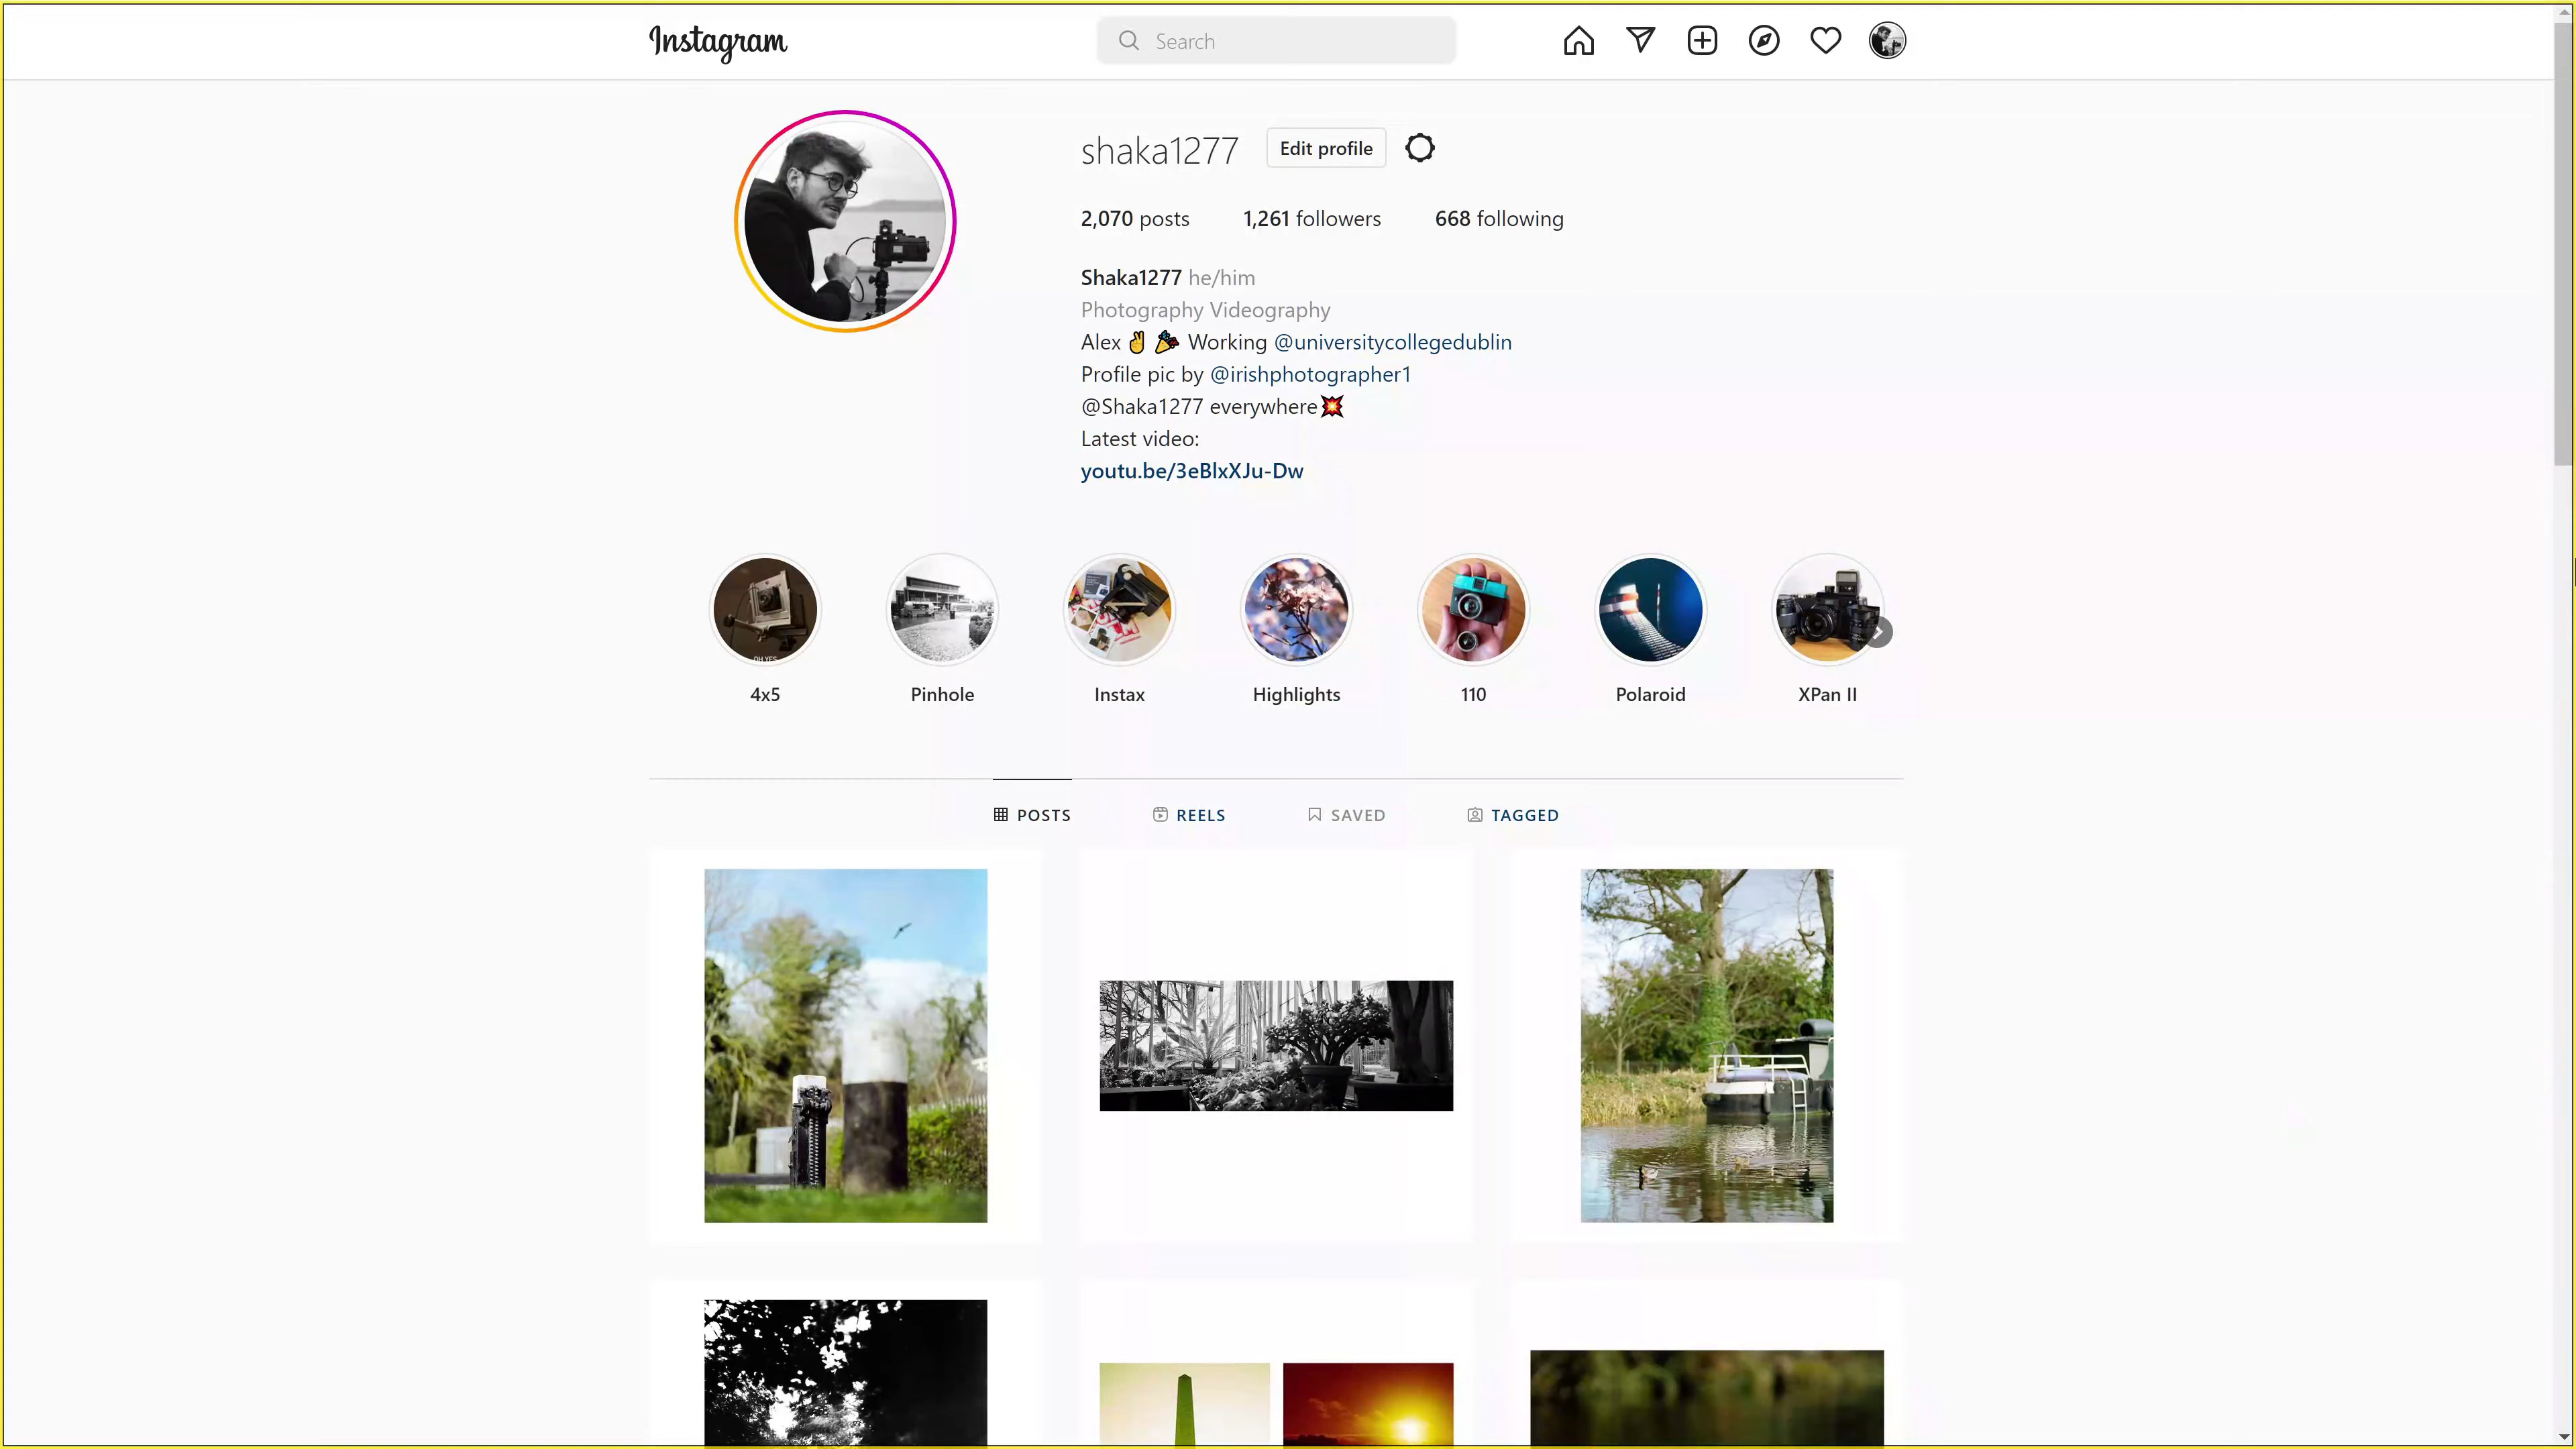 Instagram
Search
shaka1277 Edit profile
2,070 posts 1,261 followers 668 following
Shaka1277 he/him
Photography Videography
Alex✌️🎉 Working @universitycollegedublin
Profile pic by @irishphotographer1
@Shaka1277 everywhere💥
Latest video:
youtu.be/3eBlxXJu-Dw
OH YES
4x5 Pinhole Instax Highlights 110 Polaroid XPan II
POSTS REELS SAVED TAGGED